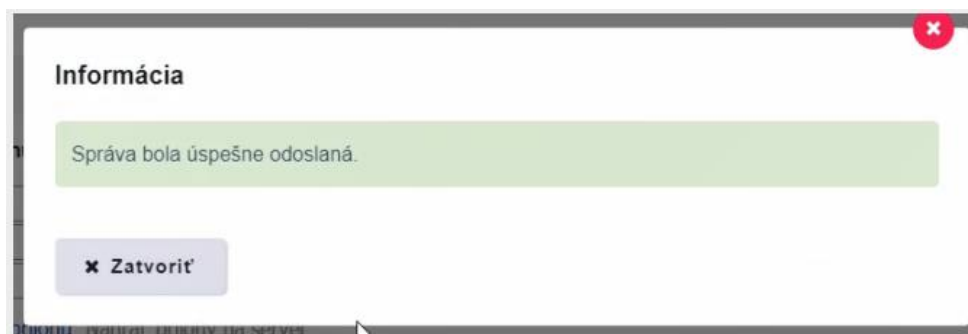 Informácia
Správa bola úspešne odoslaná.
× Zatvoriť